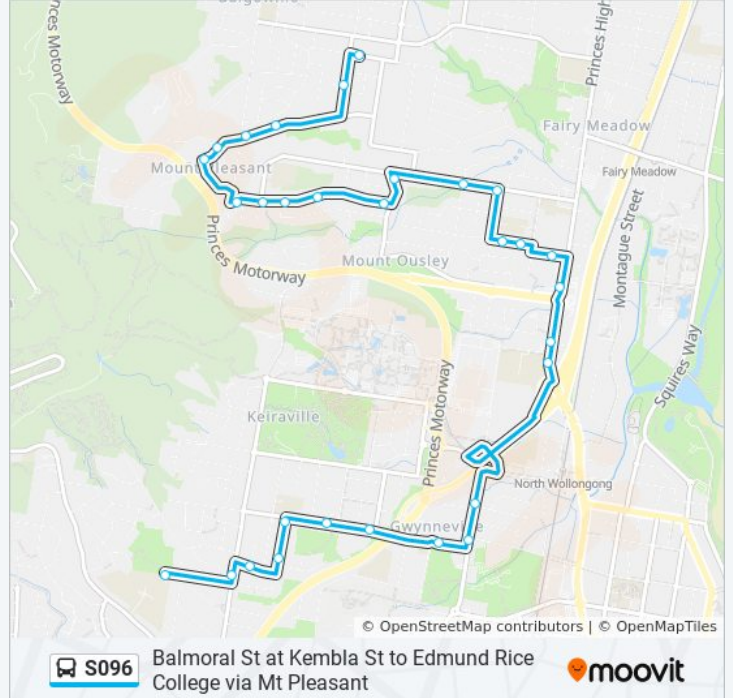 Balgownie
Princes Motorway
Princes High
Fairy Meadow
Fairy Meadow
Mount Pleasant
Montague Street
Princes Motorway
Mount Ousley
Squires Way
Princes Motorway
Keiraville
North Wollongong
Gwynneville
© OpenStreetMap contributors | © OpenMapTiles
S096
Balmoral St at Kembla St to Edmund Rice
College via Mt Pleasant
moovit